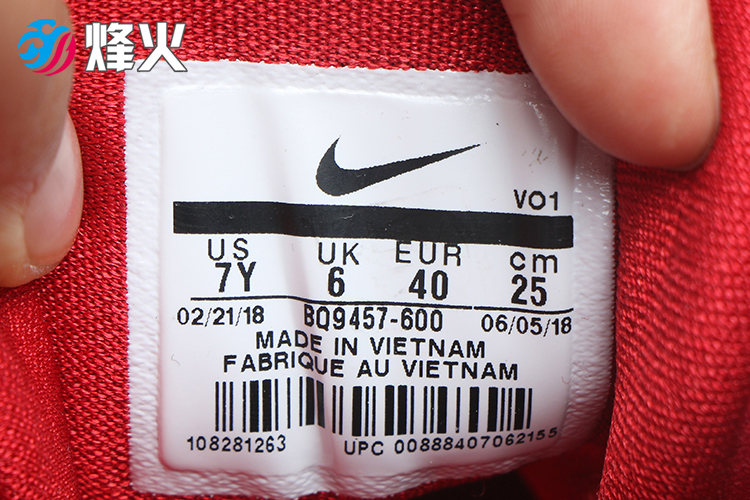 烽火
VO1
US UK EUR cm
7Y 6 40 25
02/21/18 BQ9457-600 06/05/18
MADE IN VIETNAM
FABRIQUE AU VIETNAM
108281263 UPC 00888407062155